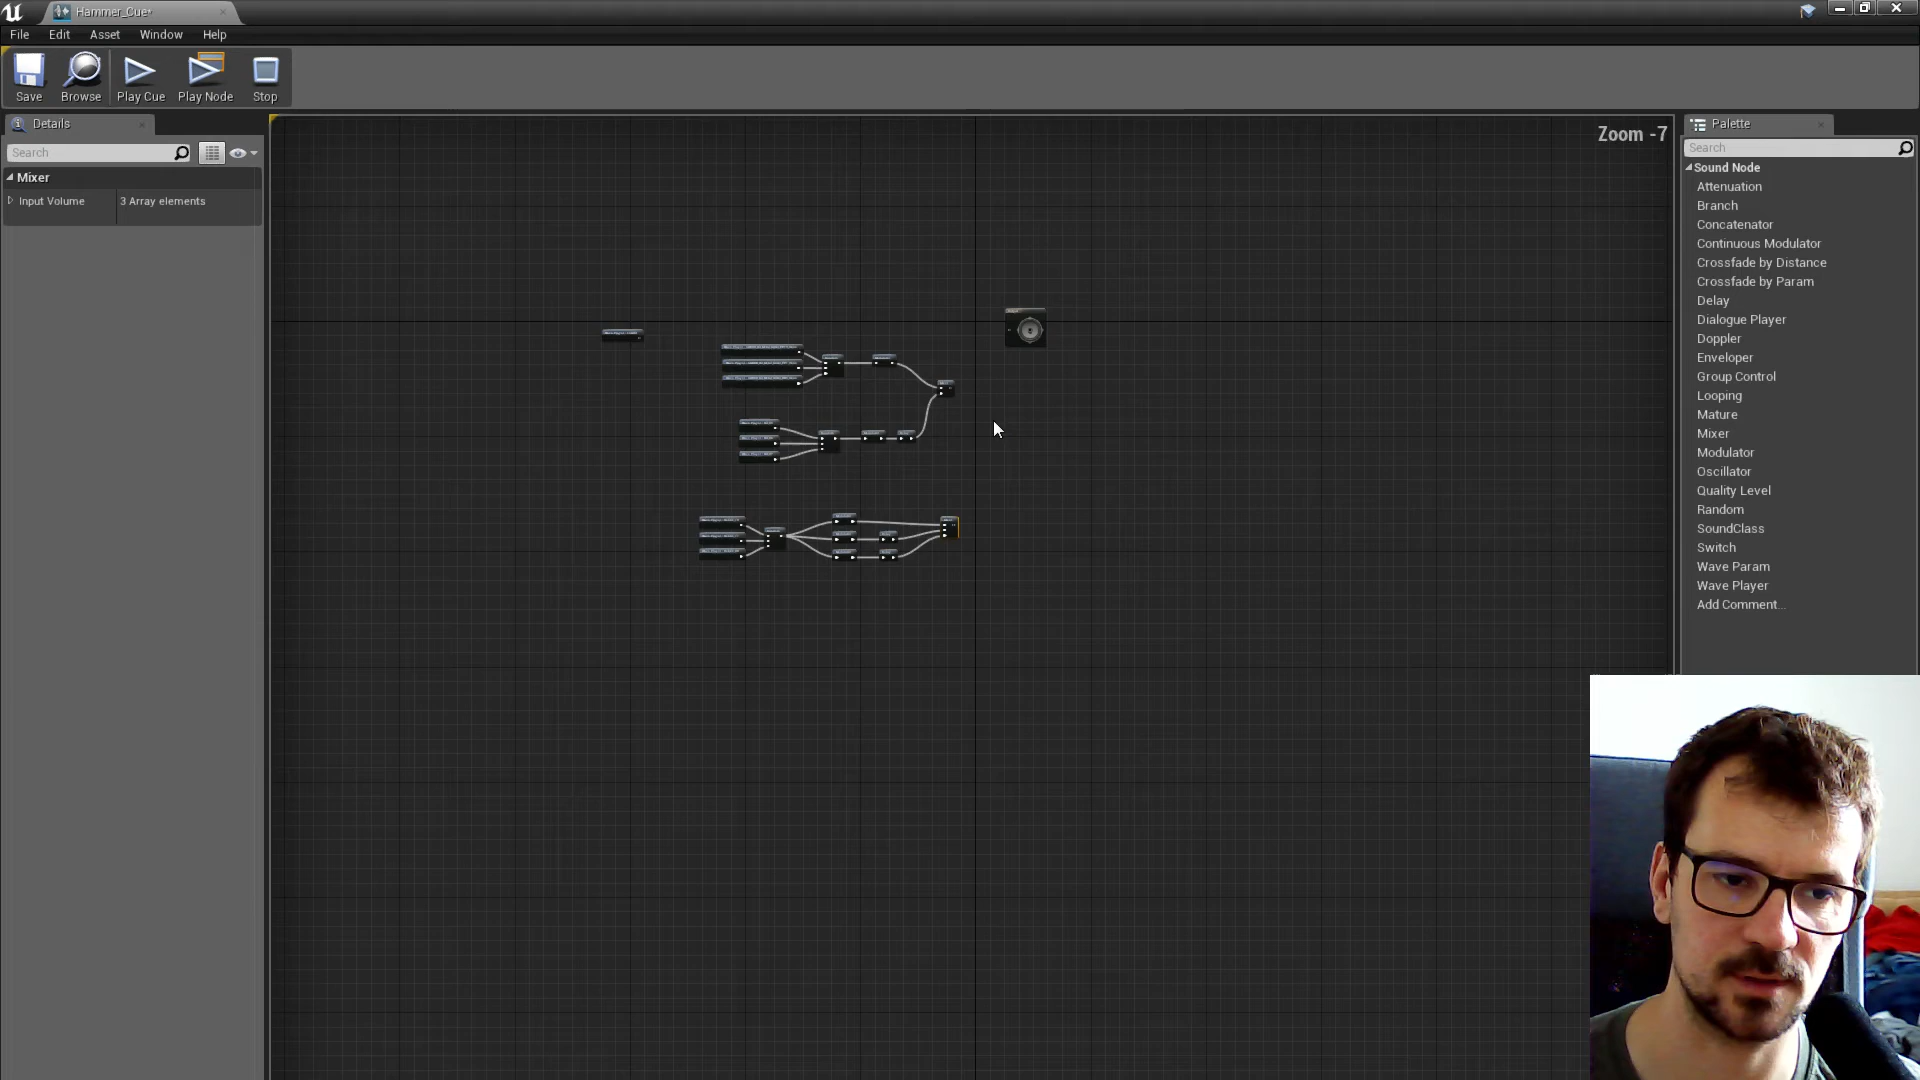 Hammer_Cue*
File Edit Asset Window Help
Save Browse Play Cue Play Node Stop
Details
Search
Mixer
Input Volume 3 Array elements
Zoom -7
Palette
Search
Sound Node
Attenuation
Branch
Concatenator
Continuous Modulator
Crossfade by Distance
Crossfade by Param
Delay
Dialogue Player
Doppler
Enveloper
Group Control
Looping
Mature
Mixer
Modulator
Oscillator
Quality Level
Random
SoundClass
Switch
Wave Param
Wave Player
Add Comment...